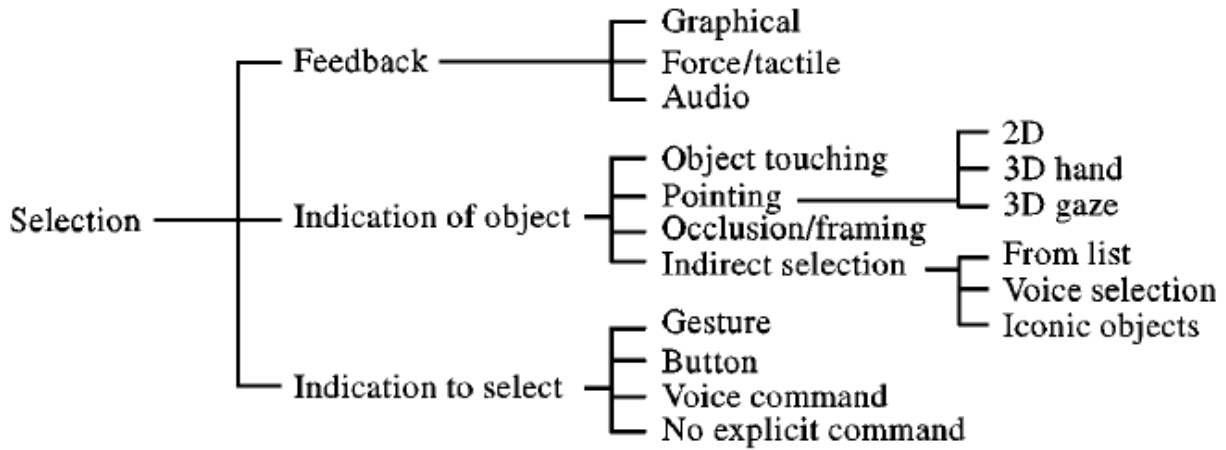 Selection
Feedback
Graphical
Force/tactile
Audio
Indication of object
Object touching
Pointing
2D
3D hand
3D gaze
Occlusion/framing
Indirect selection
From list
Voice selection
Iconic objects
Indication to select
Gesture
Button
Voice command
No explicit command